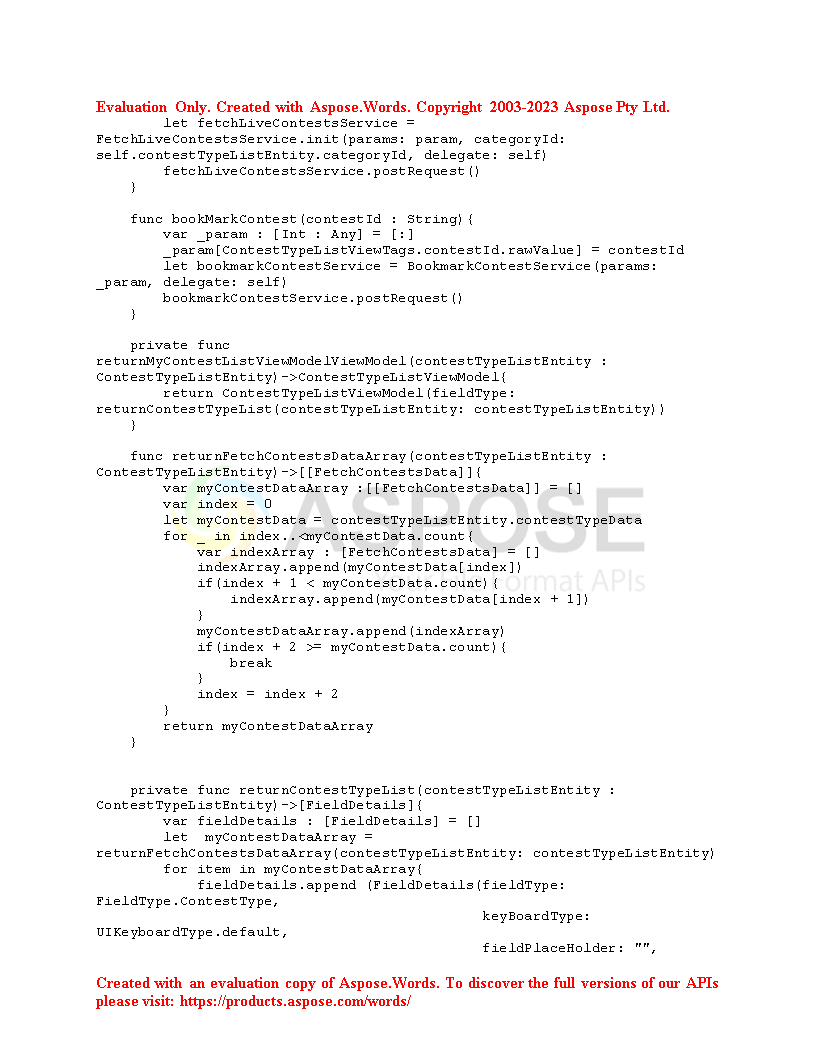 Evaluation Only. Created with Aspose.Words. Copyright 2003-2023 Aspose Pty Ltd.
        let fetchLiveContestsService =
FetchLiveContestsService.init(params: param, categoryId:
self.contestTypeListEntity.categoryId, delegate: self)
        fetchLiveContestsService.postRequest()
    }

    func bookMarkContest(contestId : String){
        var _param : [Int : Any] = [:]
        _param[ContestTypeListViewTags.contestId.rawValue] = contestId
        let bookmarkContestService = BookmarkContestService(params:
_param, delegate: self)
        bookmarkContestService.postRequest()
    }

    private func
returnMyContestListViewModelViewModel(contestTypeListEntity :
ContestTypeListEntity)->ContestTypeListViewModel{
        return ContestTypeListViewModel(fieldType:
returnContestTypeList(contestTypeListEntity: contestTypeListEntity))
    }

    func returnFetchContestsDataArray(contestTypeListEntity :
ContestTypeListEntity)->[[FetchContestsData]]{
        var myContestDataArray :[[FetchContestsData]] = []
        var index = 0
        let myContestData = contestTypeListEntity.contestTypeData
        for _ in index..<myContestData.count{
            var indexArray : [FetchContestsData] = []
            indexArray.append(myContestData[index])
            if(index + 1 < myContestData.count){
                indexArray.append(myContestData[index + 1])
            }
            myContestDataArray.append(indexArray)
            if(index + 2 >= myContestData.count){
                break
            }
            index = index + 2
        }
        return myContestDataArray
    }

    private func returnContestTypeList(contestTypeListEntity :
ContestTypeListEntity)->[FieldDetails]{
        var fieldDetails : [FieldDetails] = []
        let  myContestDataArray =
returnFetchContestsDataArray(contestTypeListEntity: contestTypeListEntity)
        for item in myContestDataArray{
            fieldDetails.append (FieldDetails(fieldType:
FieldType.ContestType,
                                              keyBoardType:
UIKeyboardType.default,
                                              fieldPlaceHolder: "",
ASPOSE
Format APIs
Created with an evaluation copy of Aspose.Words. To discover the full versions of our APIs
please visit: https://products.aspose.com/words/